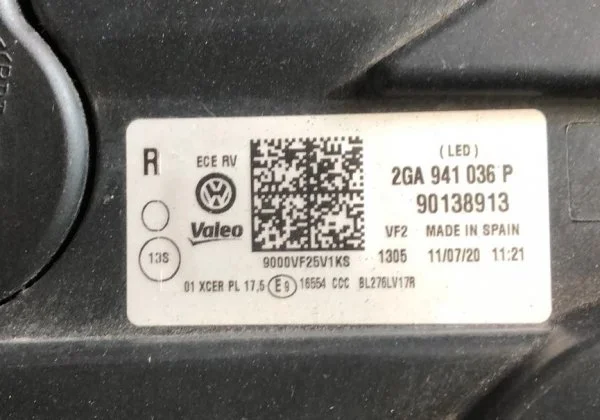 R
ECE RV
Valeo
13S
9000VF25V1KS
(LED)
2GA 941 036 P
90138913
VF2 MADE IN SPAIN
1305 11/07/20 11:21
01 XCER PL 17,5 E9 16554 CCC 8L276LV17R